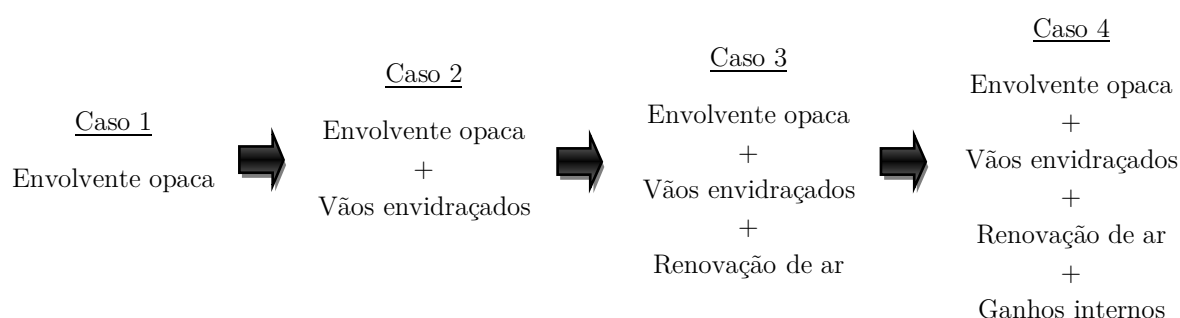 Caso 1
Envolvente opaca
Caso 2
Envolvente opaca
+
Vãos envidraçados
Caso 3
Envolvente opaca
+
Vãos envidraçados
+
Renovação de ar
Caso 4
Envolvente opaca
+
Vãos envidraçados
+
Renovação de ar
+
Ganhos internos